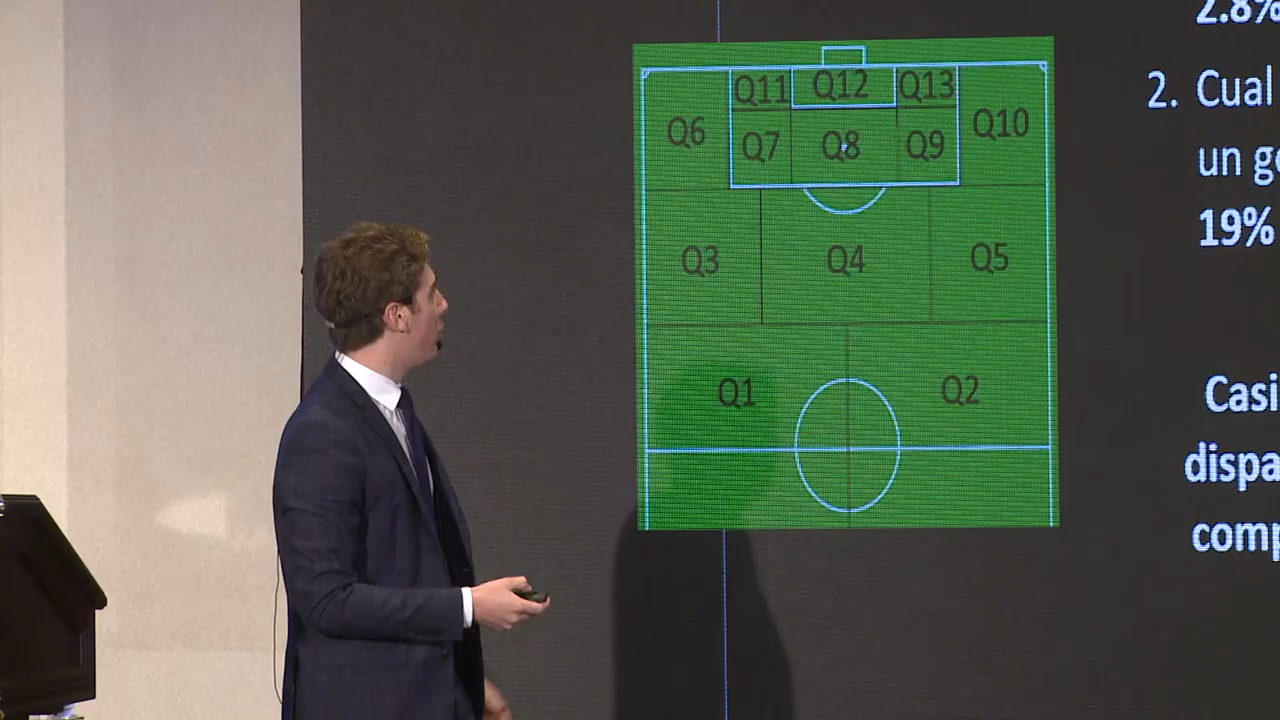 Q11 Q12 Q13
Q6 Q7 Q8 Q9 Q10
Q3 Q4 Q5
Q1 Q2
2.8%
2. Cual
un g
19%
Casi
dispa
comp